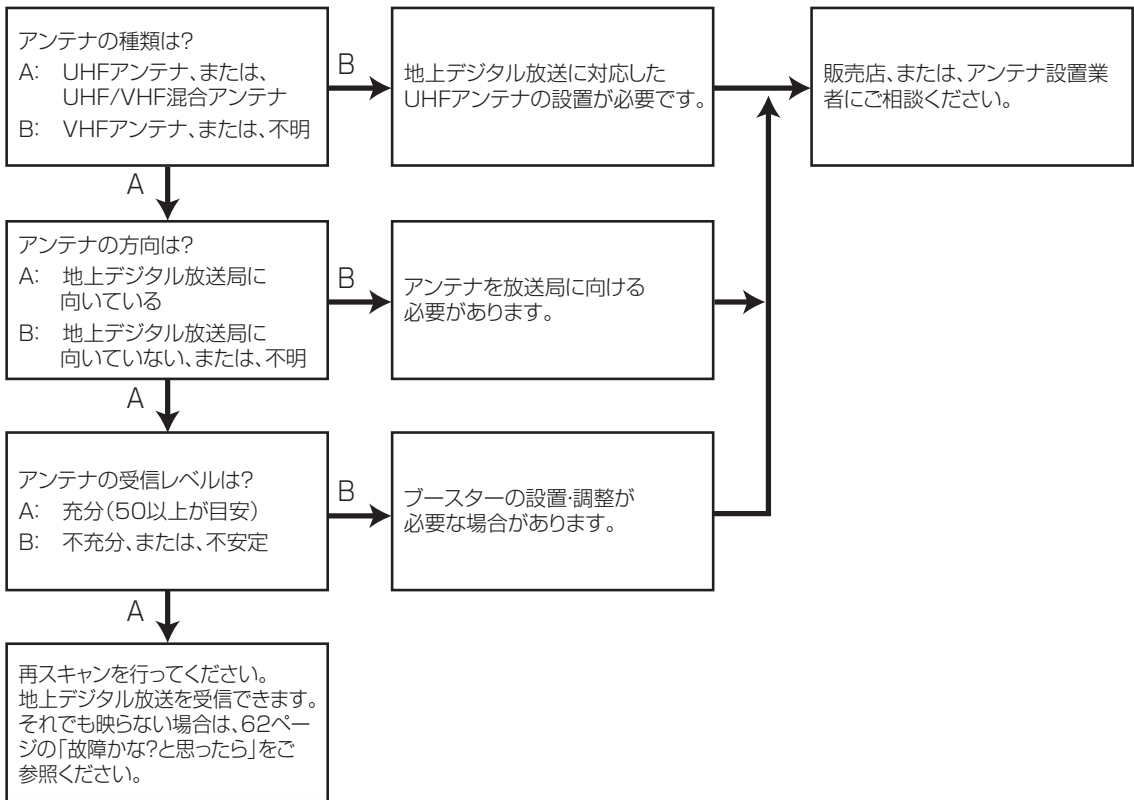 アンテナの種類は?
A: UHFアンテナ、または、
UHF/VHF混合アンテナ
B: VHFアンテナ、または、不明
B
地上デジタル放送に対応した
UHFアンテナの設置が必要です。
販売店、または、アンテナ設置業
者にご相談ください。
A
アンテナの方向は?
A: 地上デジタル放送局に
向いている
B: 地上デジタル放送局に
向いていない、または、不明
B
アンテナを放送局に向ける
必要があります。
A
アンテナの受信レベルは?
A: 充分(50以上が目安)
B: 不充分、または、不安定
B
ブースターの設置・調整が
必要な場合があります。
A
再スキャンを行ってください。
地上デジタル放送を受信できます。
それでも映らない場合は、62ペー
ジの「故障かな?と思ったら」をご
参照ください。